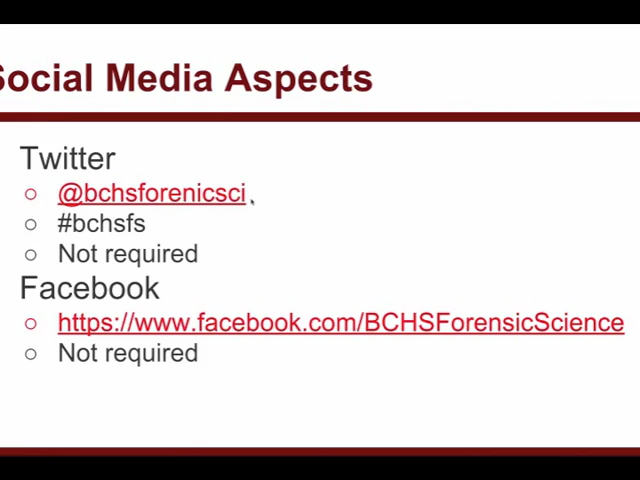 Social Media Aspects
Twitter
@bchsforenicsci
#bchsfs
Not required
Facebook
https://www.facebook.com/BCHSForensicScience
Not required